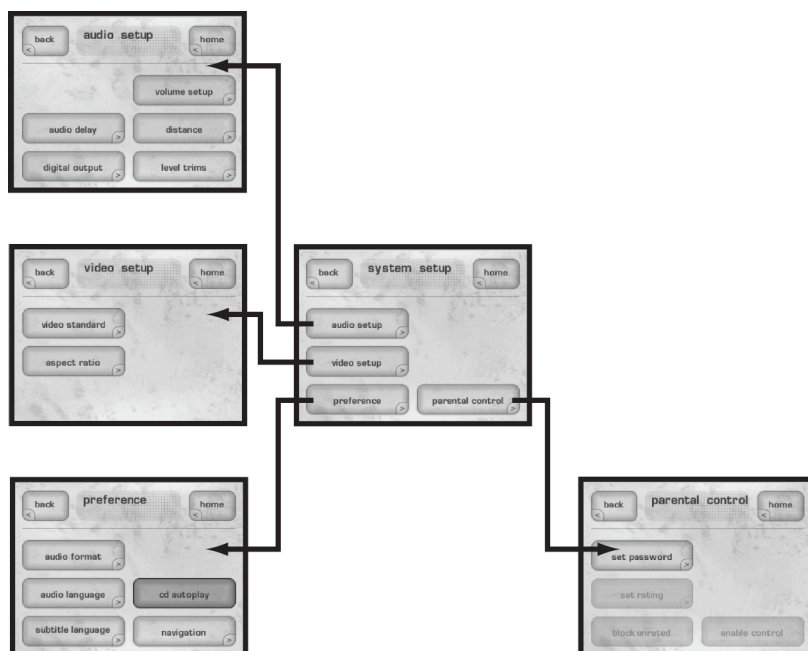 back audio setup home
< <
volume setup
>
audio delay distance
> >
digital output level trims
> >
back video setup home
< <
video standard
>
aspect ratio
>
back system setup home
< <
audio setup
>
video setup
>
preference parental control
> >
back preference home
< <
audio format
>
audio language cd autoplay
>
subtitle language navigation
> >
back parental control home
< <
set password
>
set rating
>
block unrated enable control